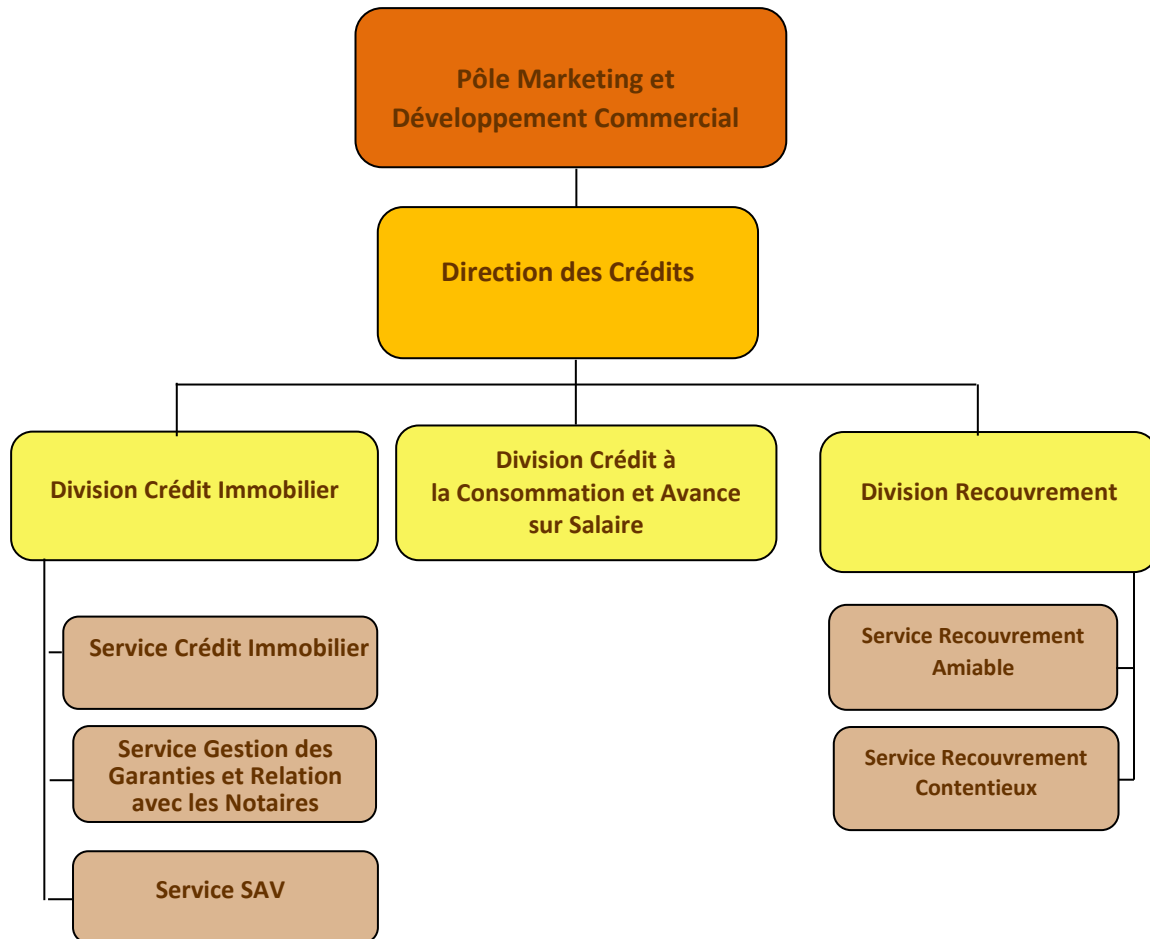 Pôle Marketing et
Développement Commercial
Direction des Crédits
Division Crédit Immobilier
Division Crédit à
la Consommation et Avance
sur Salaire
Division Recouvrement
Service Crédit Immobilier
Service Gestion des
Garanties et Relation
avec les Notaires
Service SAV
Service Recouvrement
Amiable
Service Recouvrement
Contentieux